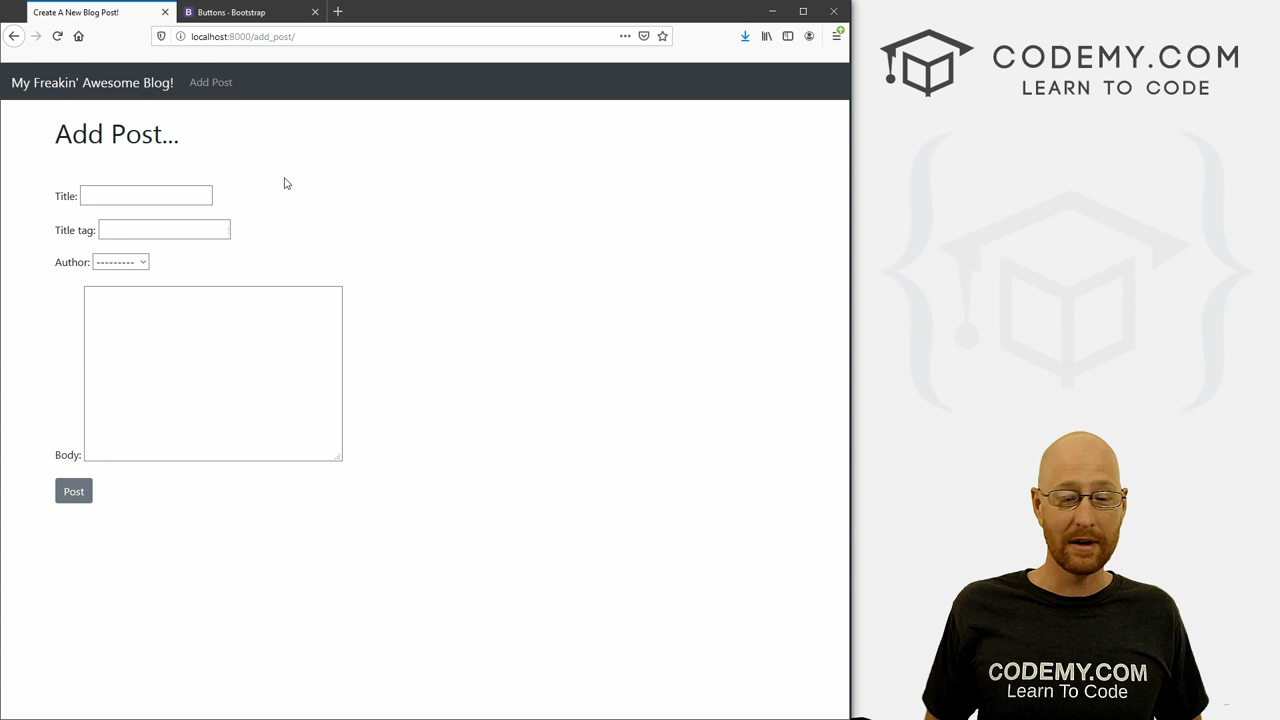 Create A New Blog Post!
B Buttons · Bootstrap
localhost:8000/add_post/
My Freakin' Awesome Blog! Add Post
Add Post...
Title:
Title tag:
Author: ---------
Body:
Post
CODEMY.COM
LEARN TO CODE
CODEMY.COM
Learn To Code